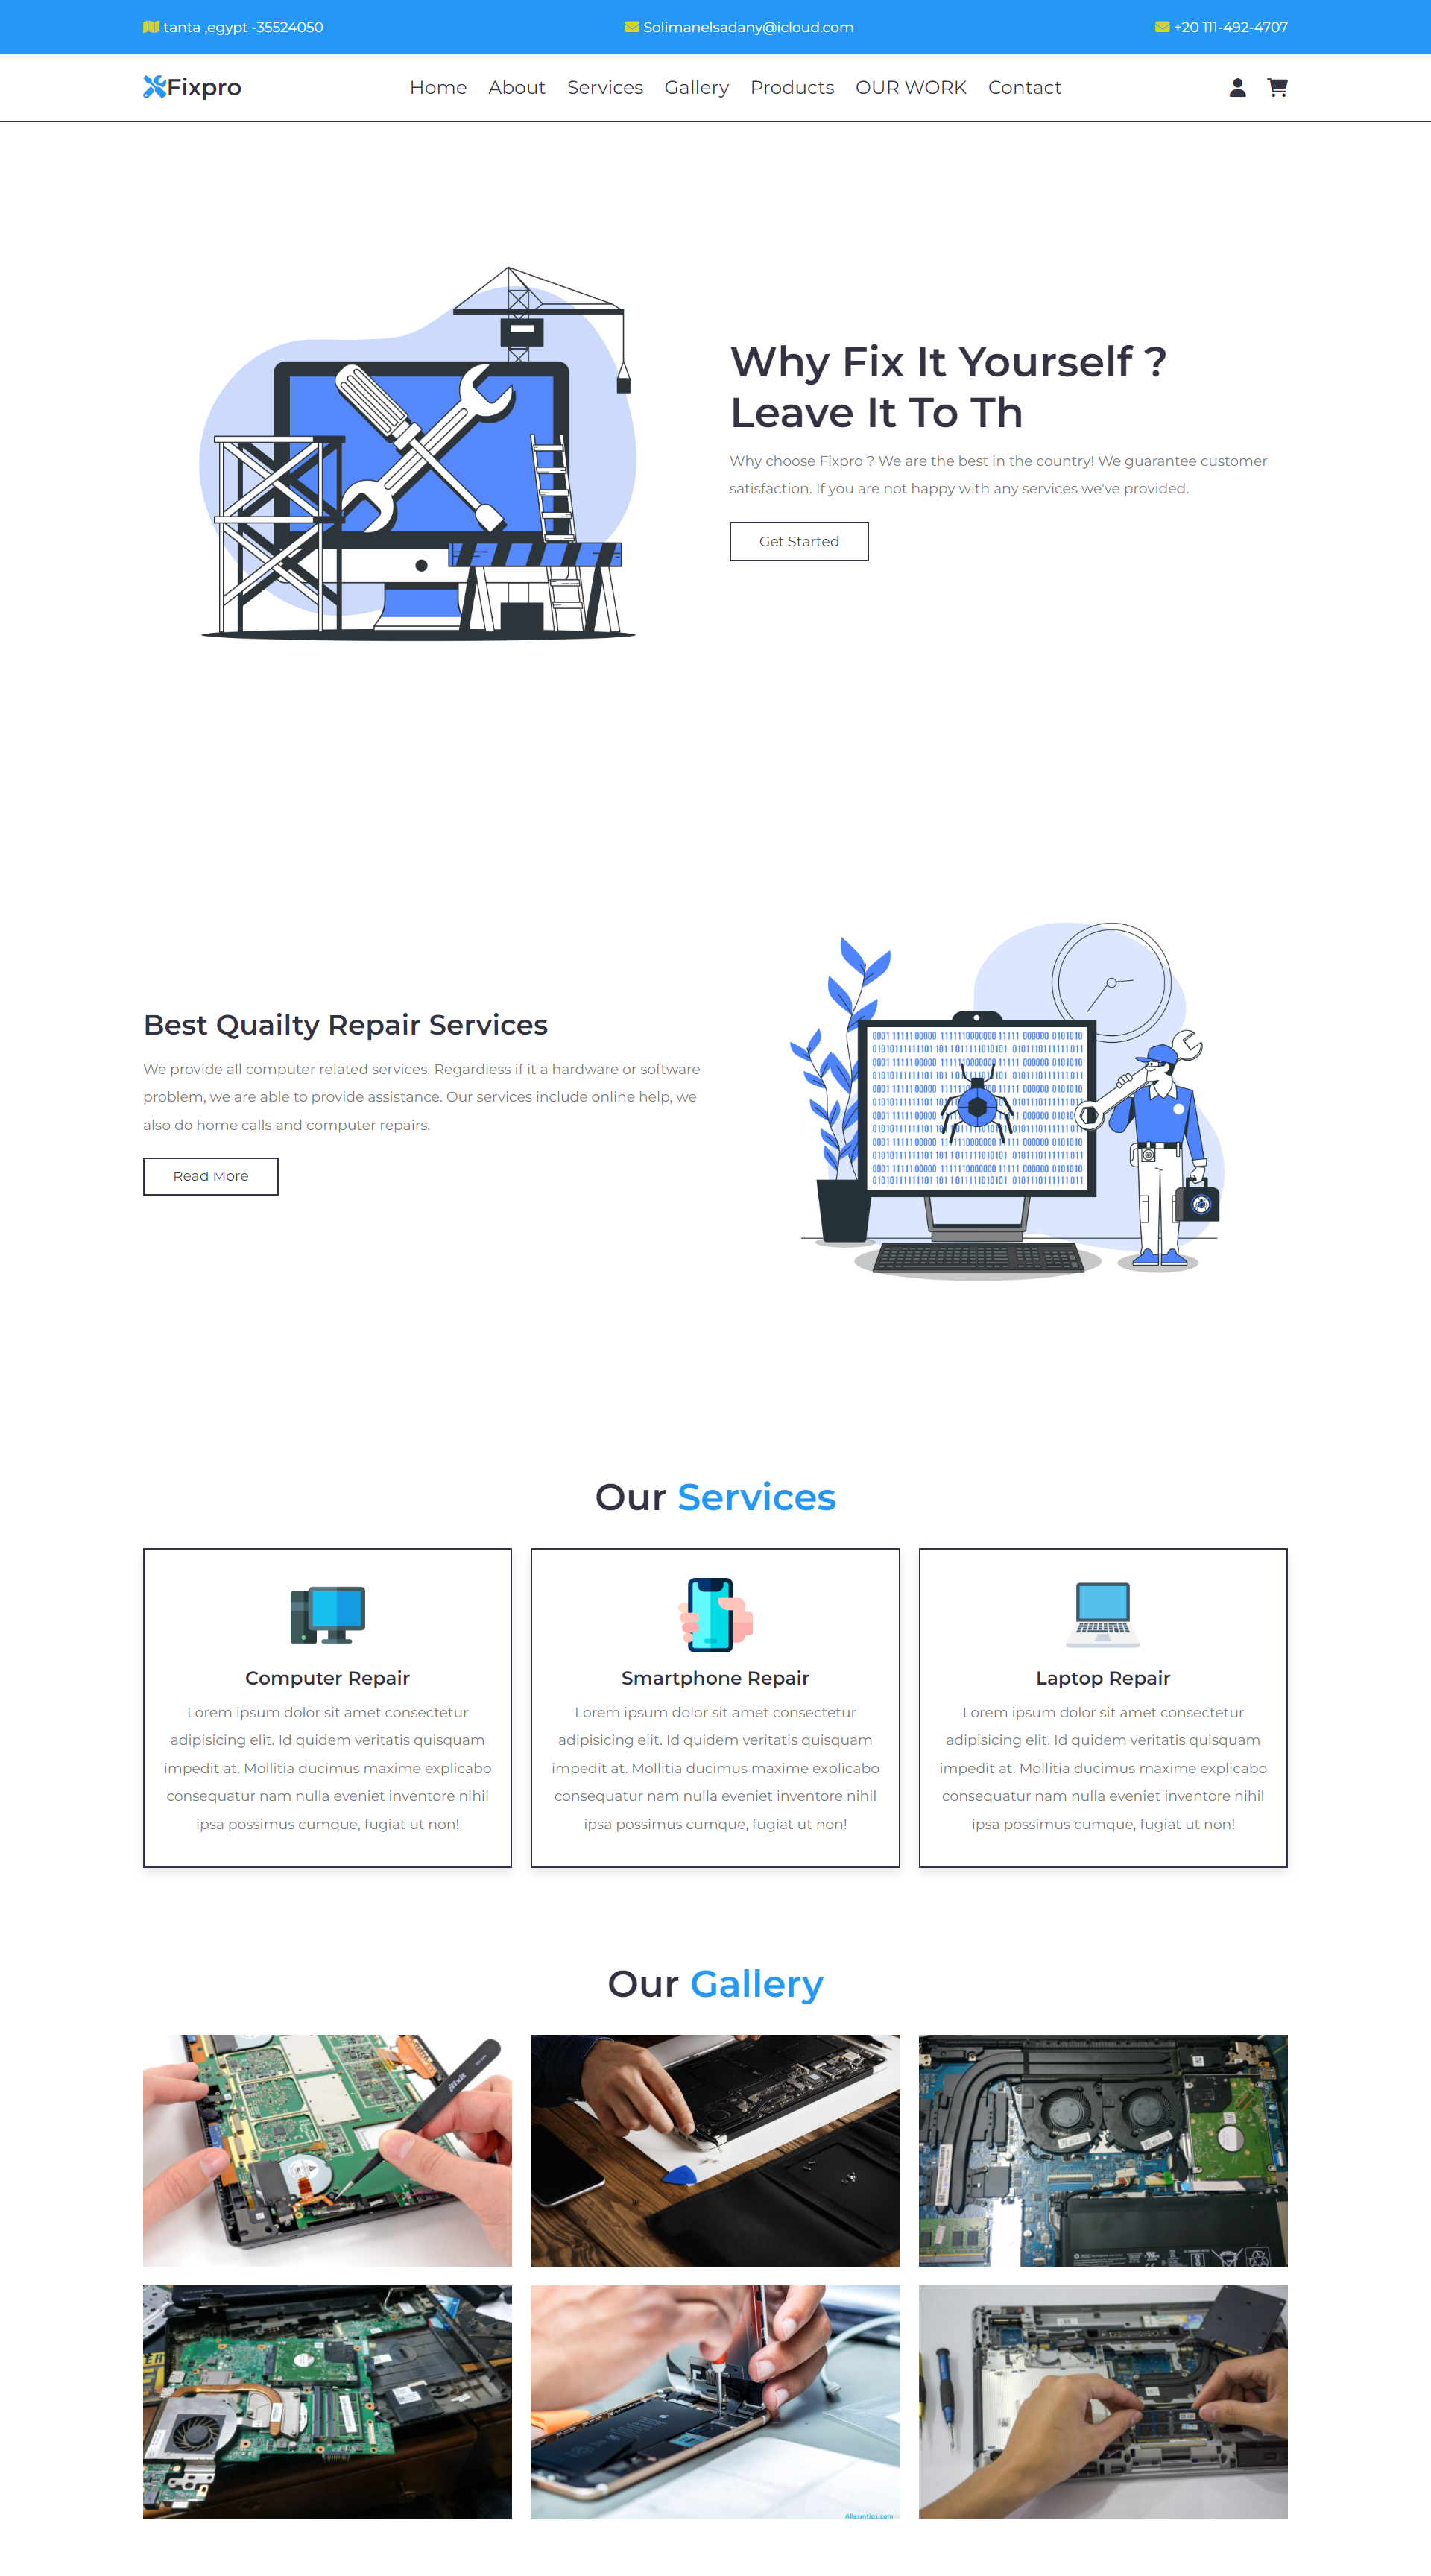 tanta ,egypt -35524050
Solimanelsadany@icloud.com
+20 111-492-4707
Fixpro
Home About Services Gallery Products OUR WORK Contact
Why Fix It Yourself ?
Leave It To Th
Why choose Fixpro ? We are the best in the country! We guarantee customer
satisfaction. If you are not happy with any services we've provided.
Get Started
Best Quailty Repair Services
We provide all computer related services. Regardless if it a hardware or software
problem, we are able to provide assistance. Our services include online help, we
also do home calls and computer repairs.
Read More
0001 11111 00000 1111110000000 11111 000000 0101010
Our Services
Computer Repair
Lorem ipsum dolor sit amet consectetur
adipisicing elit. Id quidem veritatis quisquam
impedit at. Mollitia ducimus maxime explicabo
consequatur nam nulla eveniet inventore nihil
ipsa possimus cumque, fugiat ut non!
Smartphone Repair
Lorem ipsum dolor sit amet consectetur
adipisicing elit. Id quidem veritatis quisquam
impedit at. Mollitia ducimus maxime explicabo
consequatur nam nulla eveniet inventore nihil
ipsa possimus cumque, fugiat ut non!
Laptop Repair
Lorem ipsum dolor sit amet consectetur
adipisicing elit. Id quidem veritatis quisquam
impedit at. Mollitia ducimus maxime explicabo
consequatur nam nulla eveniet inventore nihil
ipsa possimus cumque, fugiat ut non!
Our Gallery
ifixit